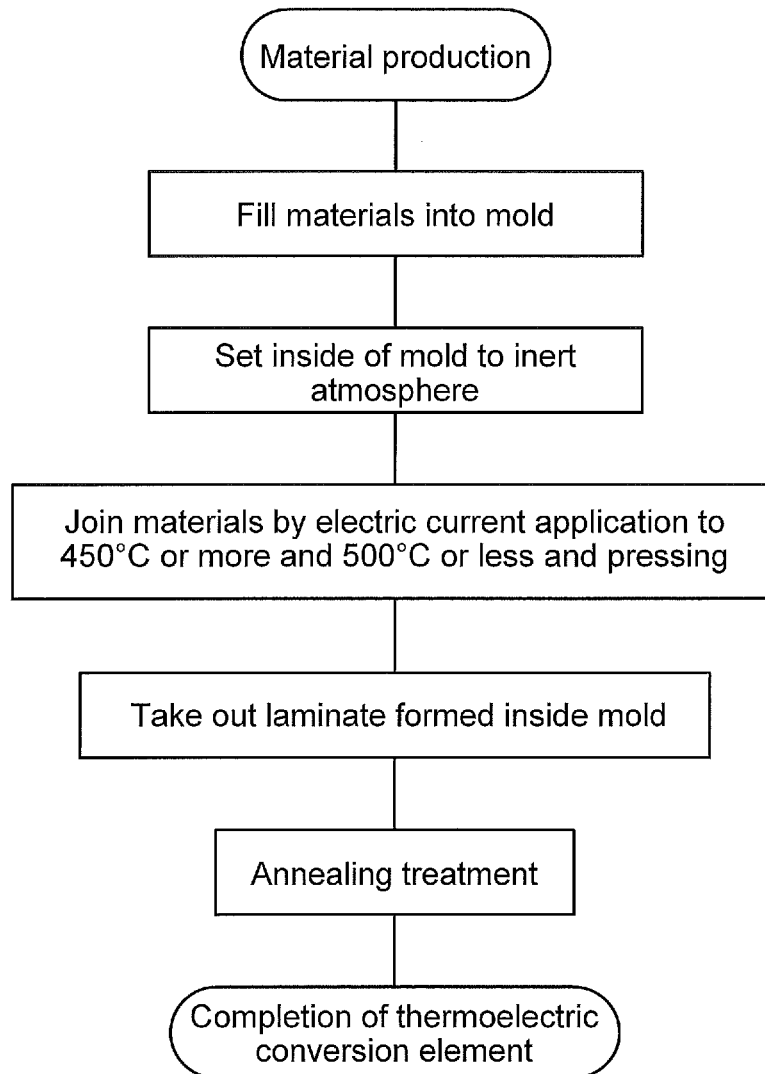 Material production
Fill materials into mold
Set inside of mold to inert
atmosphere
Join materials by electric current application to
450°C or more and 500°C or less and pressing
Take out laminate formed inside mold
Annealing treatment
Completion of thermoelectric
conversion element